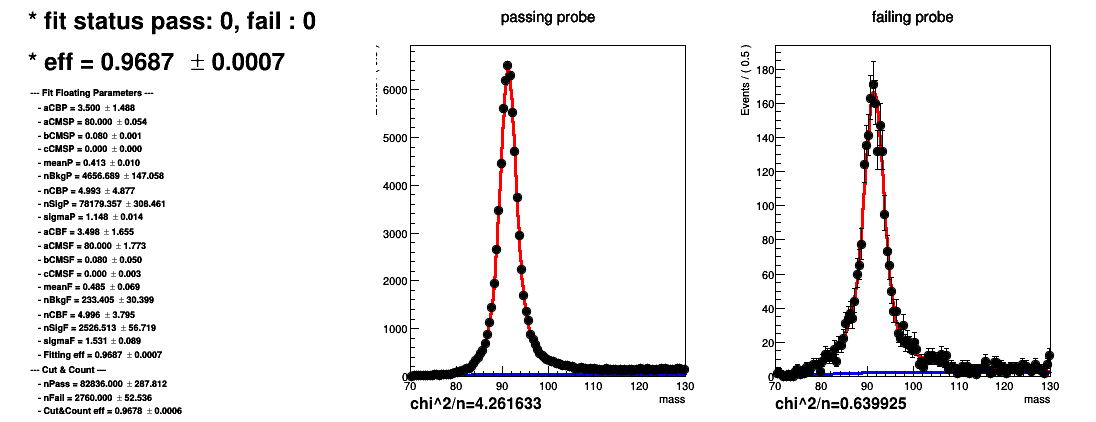 * fit status pass: 0, fail : 0
* eff = 0.9687 ± 0.0007
--- Fit Floating Parameters ---
- aCBP = 3.500 ± 1.488
- aCMSP = 80.000 ± 0.054
- bCMSP = 0.080 ± 0.001
- cCMSP = 0.000 ± 0.000
- meanP = 0.413 ± 0.010
- nBkgP = 4656.689 ± 147.058
- nCBP = 4.993 ± 4.877
- nSigP = 78179.357 ± 308.461
- sigmaP = 1.148 ± 0.014
- aCBF = 3.498 ± 1.655
- aCMSF = 80.000 ± 1.773
- bCMSF = 0.080 ± 0.050
- cCMSF = 0.000 ± 0.003
- meanF = 0.485 ± 0.069
- nBkgF = 233.405 ± 30.399
- nCBF = 4.996 ± 3.795
- nSigF = 2526.513 ± 56.719
- sigmaF = 1.531 ± 0.089
- Fitting eff = 0.9687 ± 0.0007
--- Cut & Count ---
- nPass = 82836.000 ± 287.812
- nFail = 2760.000 ± 52.536
- Cut&Count eff = 0.9678 ± 0.0006
passing probe
6000
5000
4000
3000
2000
1000
0
70 80 90 100 110 120 130
mass
chi^2/n=4.261633
failing probe
Events / ( 0.5 )
180
160
140
120
100
80
60
40
20
0
70 80 90 100 110 120 130
mass
chi^2/n=0.639925